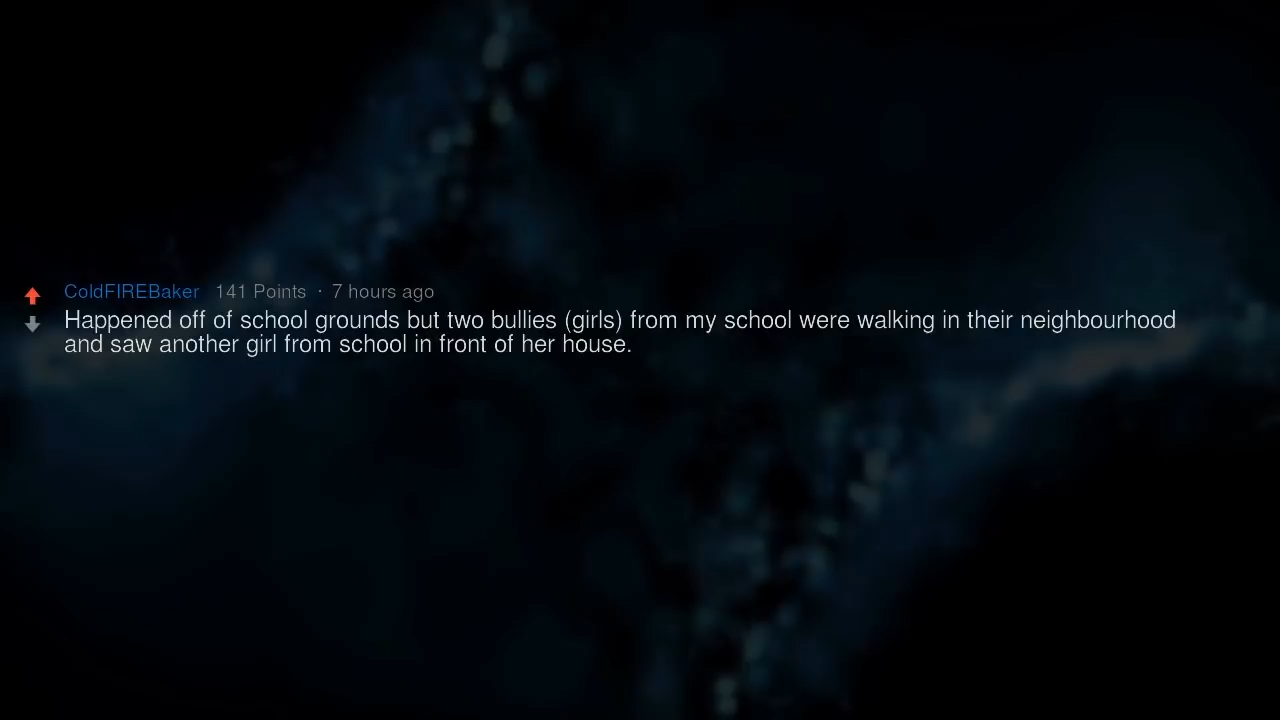 ColdFIREBaker 141 Points · 7 hours ago
Happened off of school grounds but two bullies (girls) from my school were walking in their neighbourhood
and saw another girl from school in front of her house.